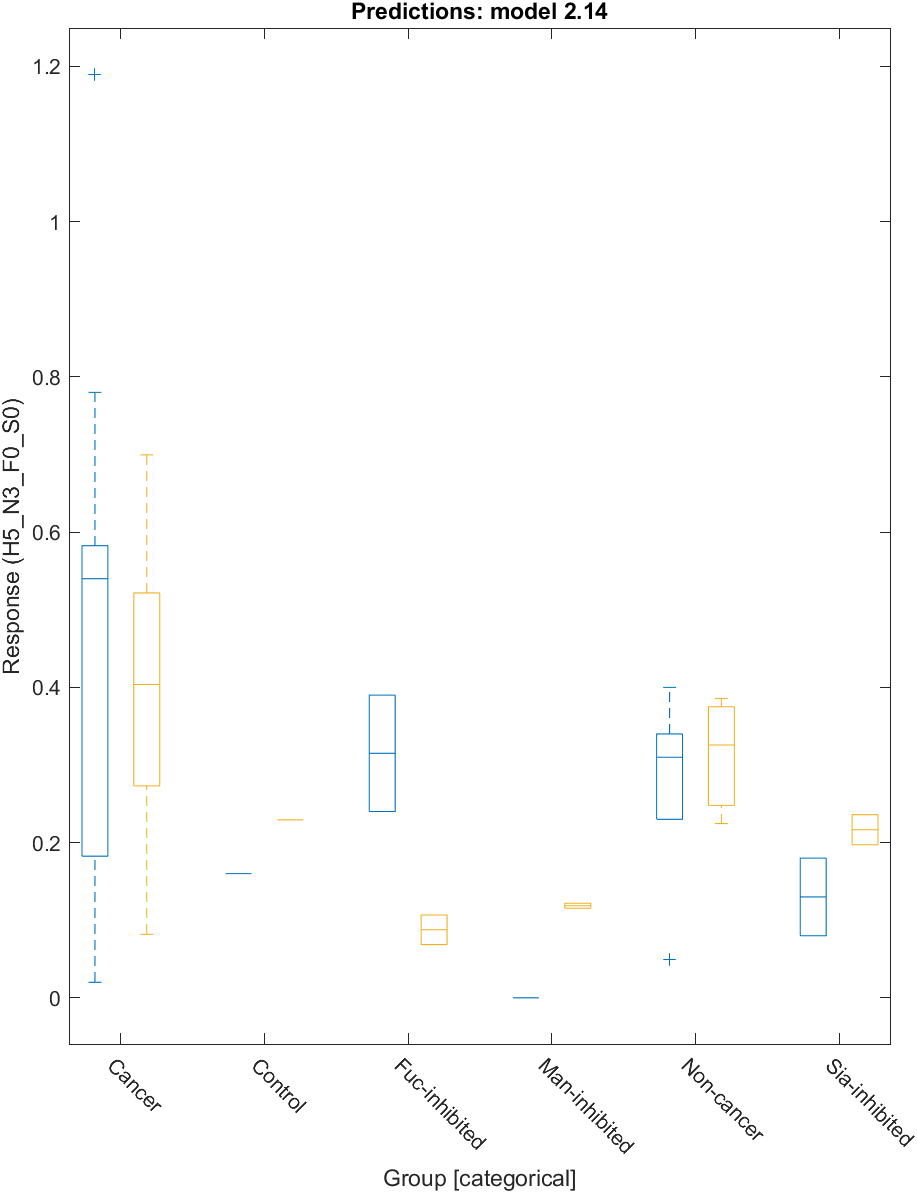 Predictions: model 2.14
1.2
1
0.8
0.6
0.4
0.2
0
Response (H5_N3_F0_S0)
Cancer
Control
Fuc-inhibited
Man-inhibited
Non-cancer
Sia-inhibited
Group [categorical]